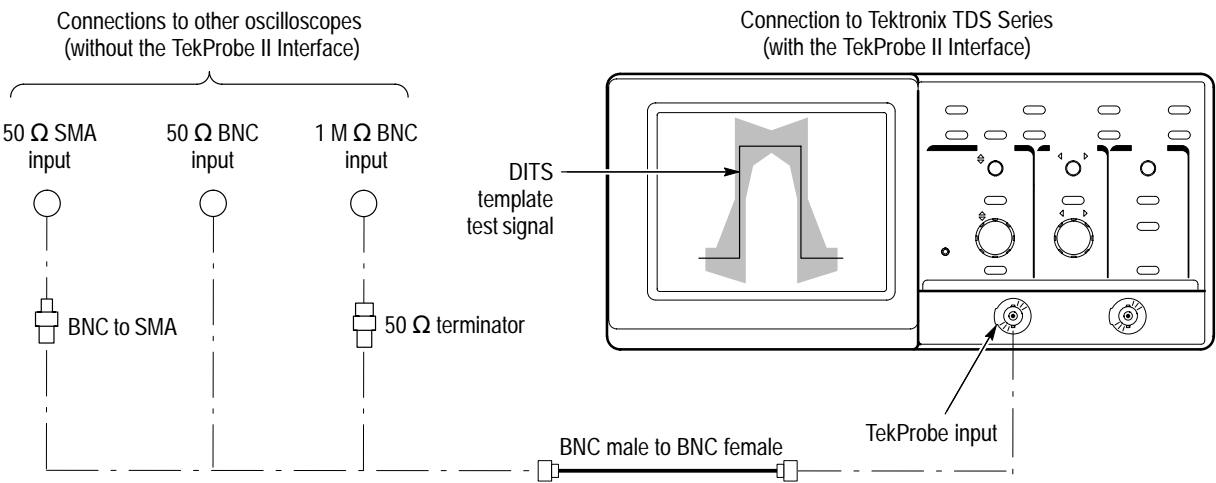 Connections to other oscilloscopes
(without the TekProbe II Interface)
50 Ω SMA
input
50 Ω BNC
input
1 M Ω BNC
input
BNC to SMA
50 Ω terminator
Connection to Tektronix TDS Series
(with the TekProbe II Interface)
DITS
template
test signal
TekProbe input
BNC male to BNC female